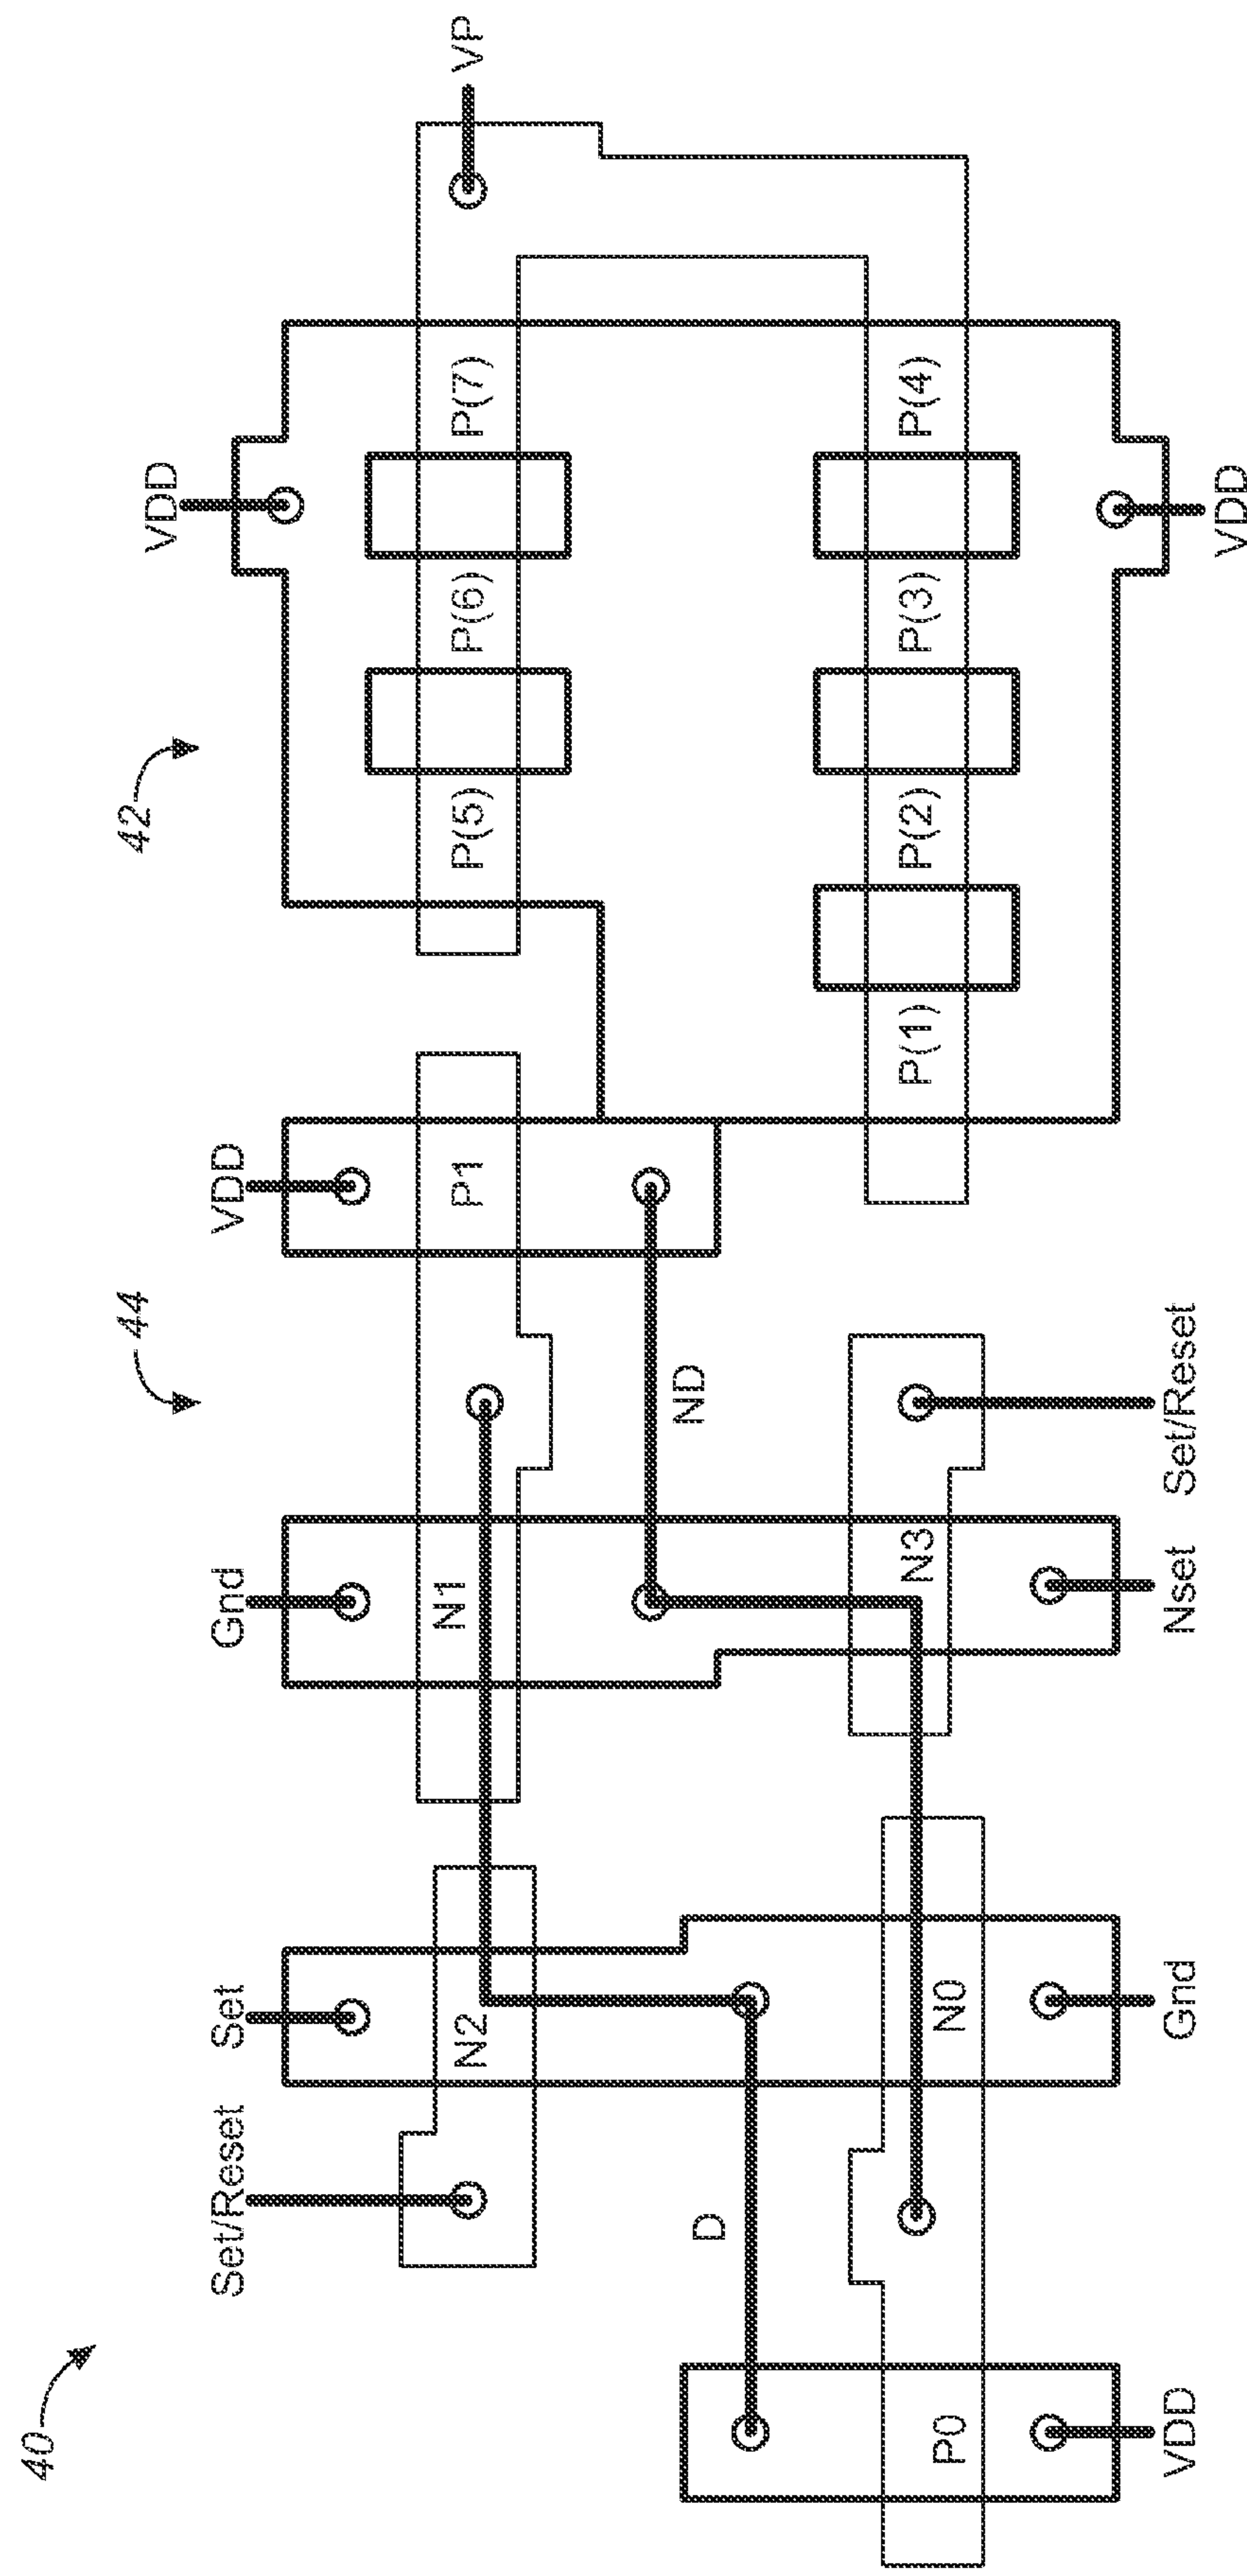 40
44
42
Set/Reset
Set
Gnd
VDD
VDD
N2
N1
P1
P(5)
P(6)
P(7)
VP
D
ND
P0
N0
N3
P(1)
P(2)
P(3)
P(4)
VDD
Gnd
Nset
Set/Reset
VDD